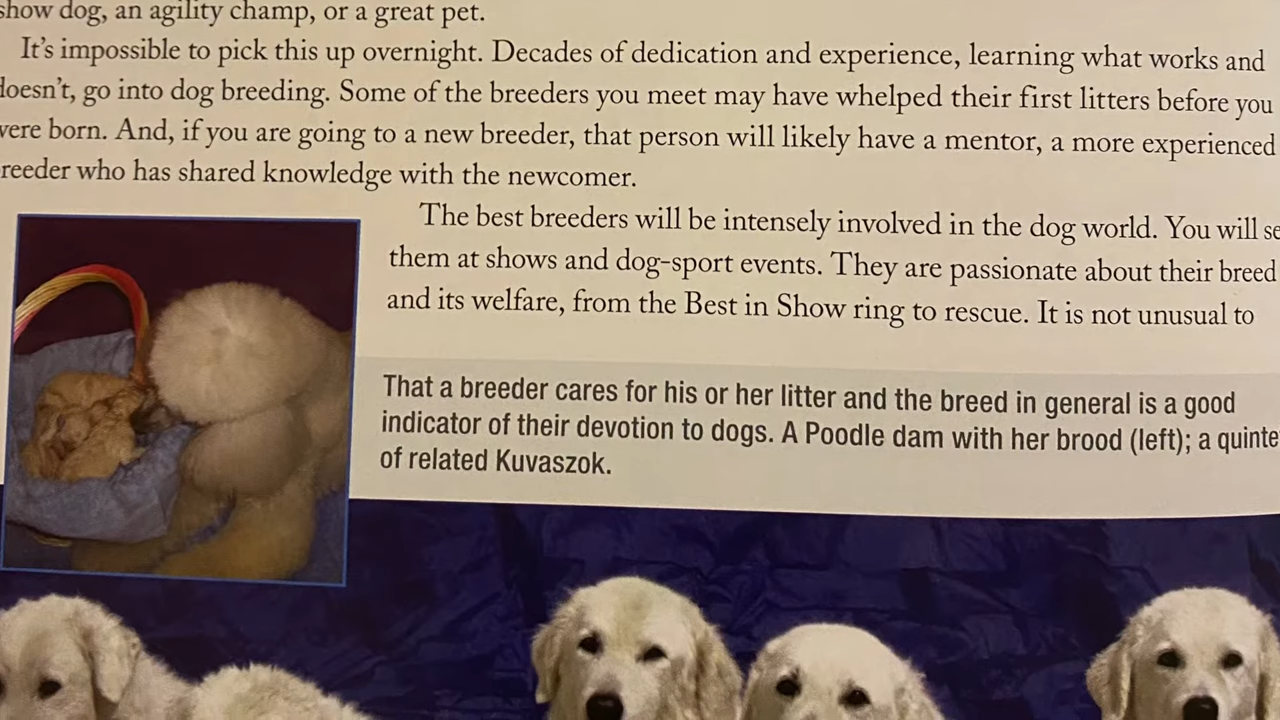 show dog, an agility champ, or a great pet.
It's impossible to pick this up overnight. Decades of dedication and experience, learning what works and
doesn't, go into dog breeding. Some of the breeders you meet may have whelped their first litters before you
were born. And, if you are going to a new breeder, that person will likely have a mentor, a more experienced
breeder who has shared knowledge with the newcomer.
The best breeders will be intensely involved in the dog world. You will se
them at shows and dog-sport events. They are passionate about their breed
and its welfare, from the Best in Show ring to rescue. It is not unusual to
That a breeder cares for his or her litter and the breed in general is a good
indicator of their devotion to dogs. A Poodle dam with her brood (left); a quinte
of related Kuvaszok.